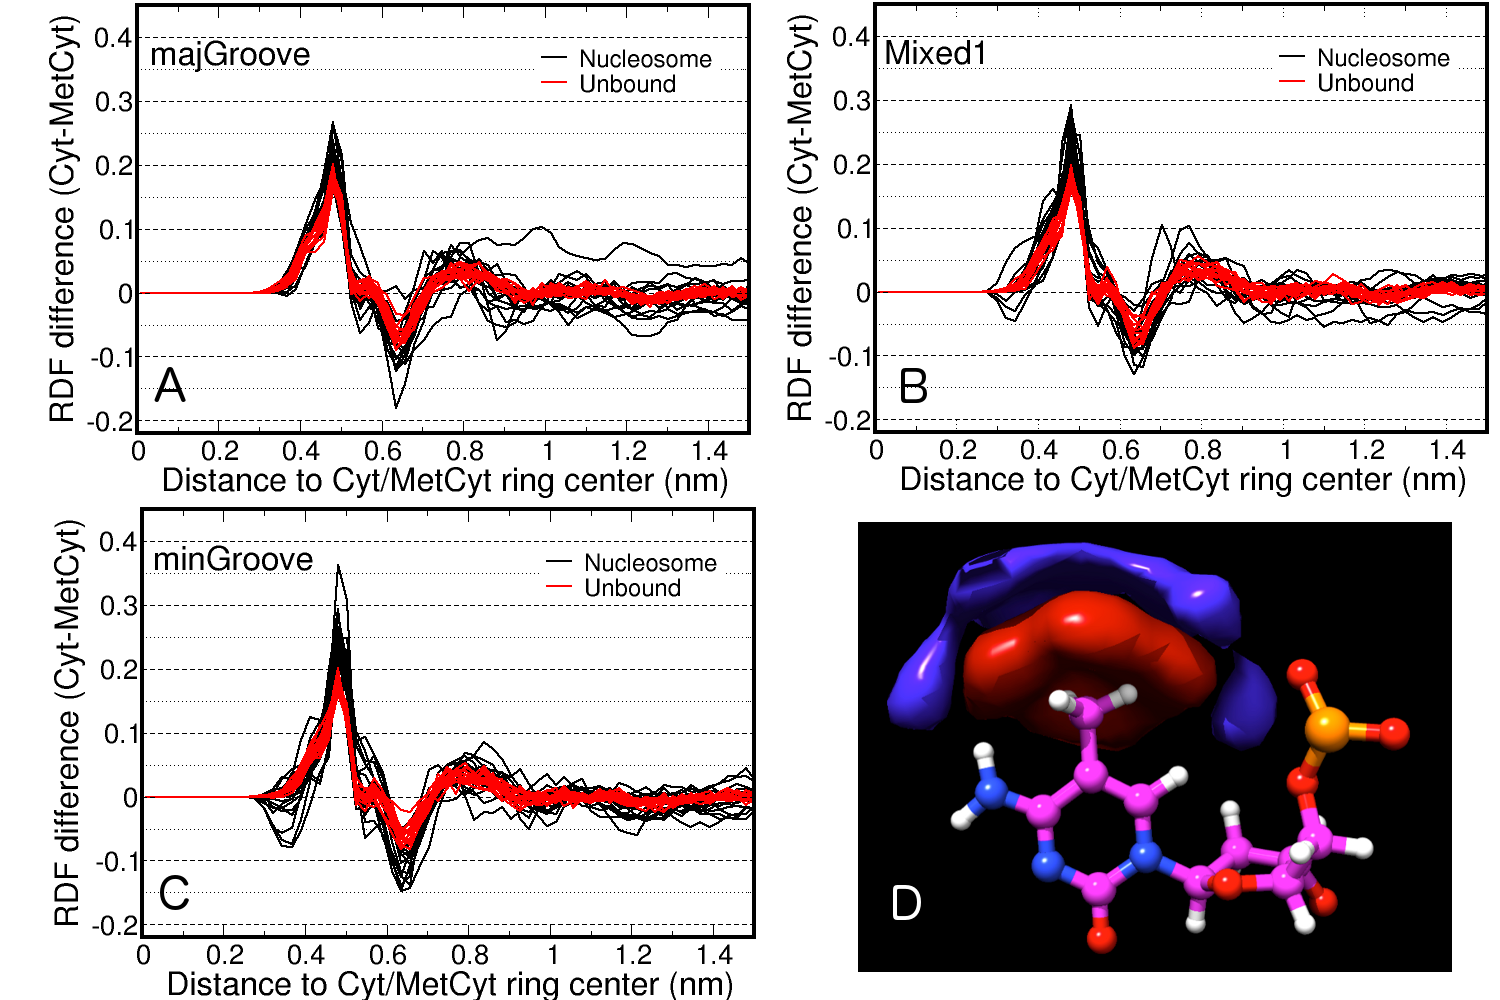 majGroove
Nucleosome
Unbound
RDF difference (Cyt-MetCyt)
0.4
0.3
0.2
0.1
0
-0.1
-0.2
A
0 0.2 0.4 0.6 0.8 1 1.2 1.4
Distance to Cyt/MetCyt ring center (nm)
Mixed1
Nucleosome
Unbound
RDF difference (Cyt-MetCyt)
0.4
0.3
0.2
0.1
0
-0.1
-0.2
B
0 0.2 0.4 0.6 0.8 1 1.2 1.4
Distance to Cyt/MetCyt ring center (nm)
minGroove
Nucleosome
Unbound
RDF difference (Cyt-MetCyt)
0.4
0.3
0.2
0.1
0
-0.1
-0.2
C
0 0.2 0.4 0.6 0.8 1 1.2 1.4
Distance to Cyt/MetCyt ring center (nm)
D